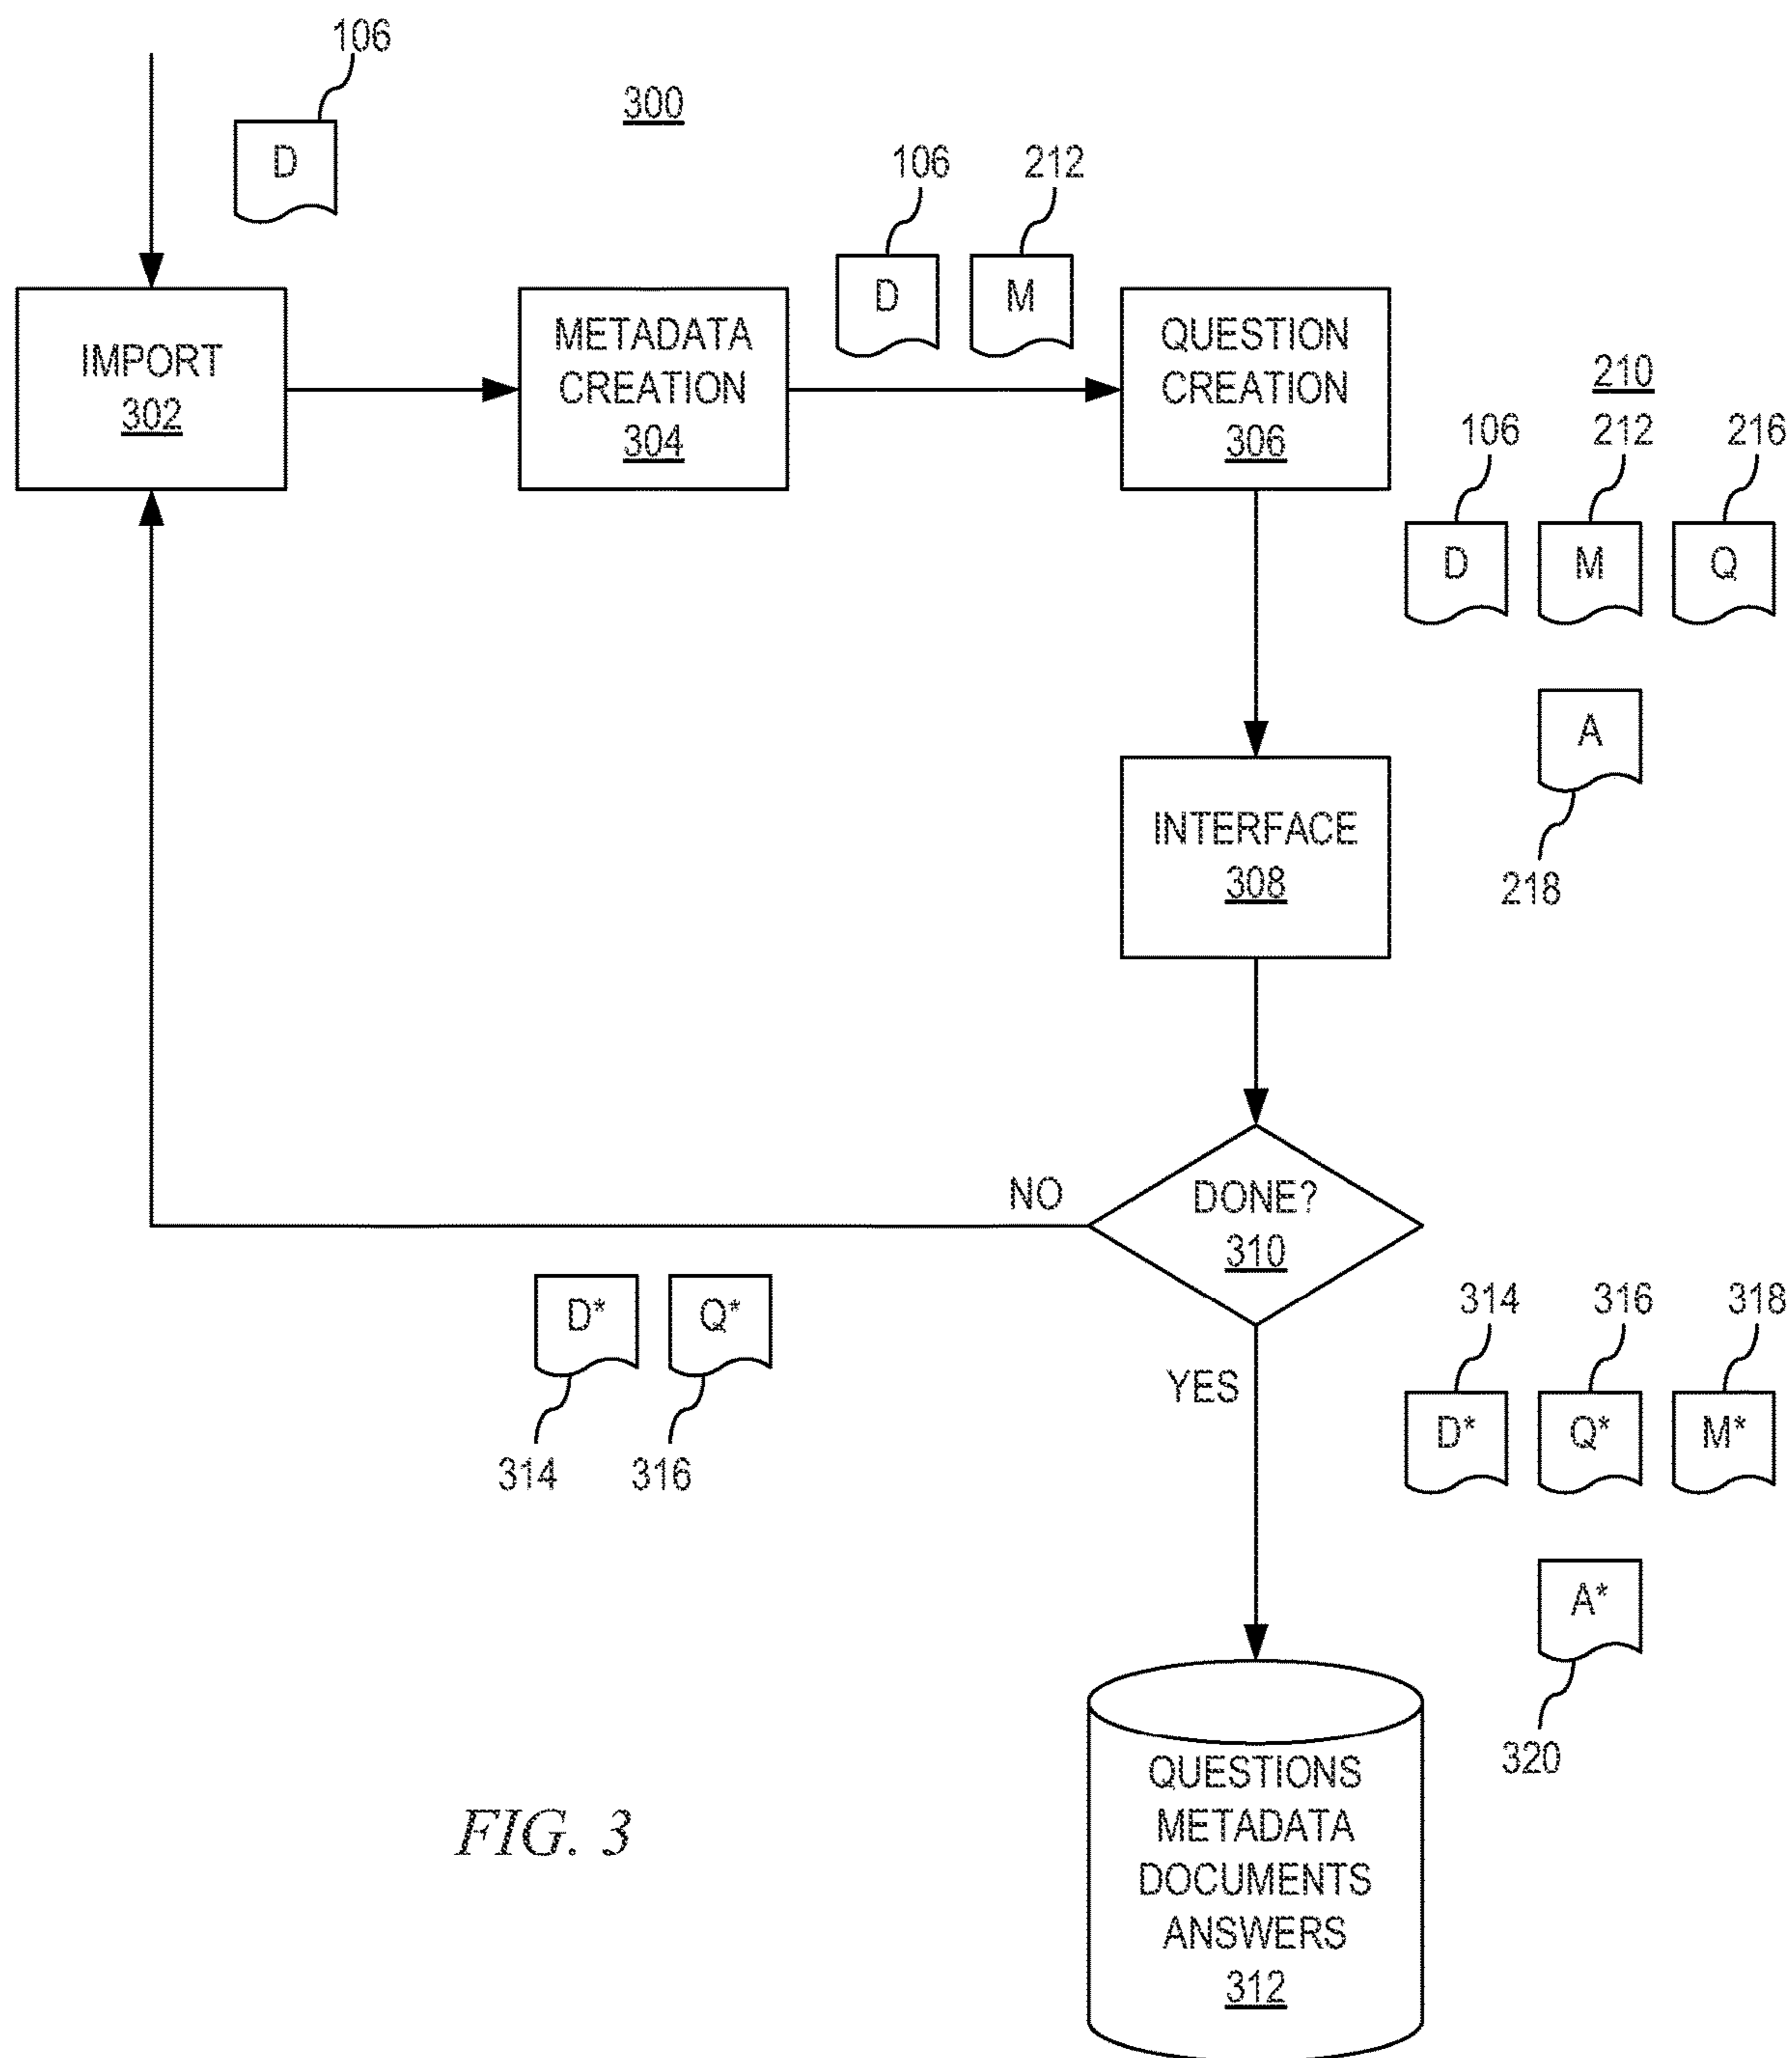 106
300
D
106 212
D M
IMPORT
302
METADATA
CREATION
304
QUESTION
CREATION
306
210
106 212 216
D M Q
A
218
INTERFACE
308
DONE?
310
NO
D* Q*
314 316
YES
314 316 318
D* Q* M*
A*
320
QUESTIONS
METADATA
DOCUMENTS
ANSWERS
312
FIG. 3